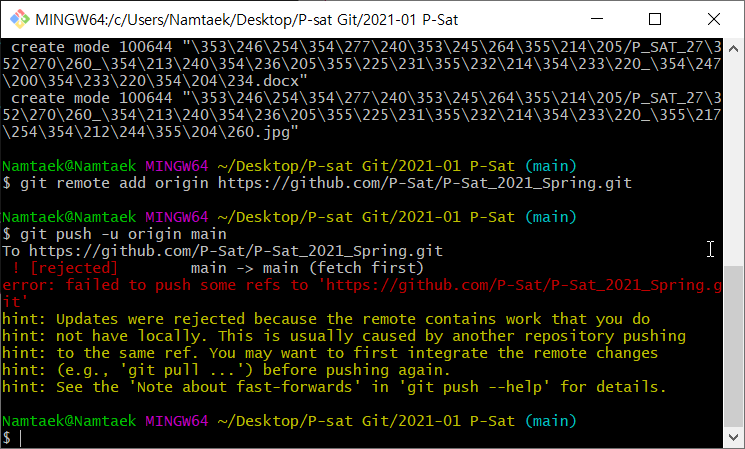 MINGW64:/c/Users/Namtaek/Desktop/P-sat Git/2021-01 P-Sat
 create mode 100644 "\353\246\254\354\277\240\353\245\264\355\214\205/P_SAT_27\3
52\270\260_\354\213\240\354\236\205\355\225\231\355\232\214\354\233\220_\354\247
\200\354\233\220\354\204\234.docx"
 create mode 100644 "\353\246\254\354\277\240\353\245\264\355\214\205/P_SAT_27\3
52\270\260_\354\213\240\354\236\205\355\225\231\355\232\214\354\233\220_\355\217
\254\354\212\244\355\204\260.jpg"
Namtaek@Namtaek MINGW64 ~/Desktop/P-sat Git/2021-01 P-Sat (main)
$ git remote add origin https://github.com/P-Sat/P-Sat_2021_Spring.git
Namtaek@Namtaek MINGW64 ~/Desktop/P-sat Git/2021-01 P-Sat (main)
$ git push -u origin main
To https://github.com/P-Sat/P-Sat_2021_Spring.git
 ! [rejected]        main -> main (fetch first)
error: failed to push some refs to 'https://github.com/P-Sat/P-Sat_2021_Spring.g
it'
hint: Updates were rejected because the remote contains work that you do
hint: not have locally. This is usually caused by another repository pushing
hint: to the same ref. You may want to first integrate the remote changes
hint: (e.g., 'git pull ...') before pushing again.
hint: See the 'Note about fast-forwards' in 'git push --help' for details.
Namtaek@Namtaek MINGW64 ~/Desktop/P-sat Git/2021-01 P-Sat (main)
$